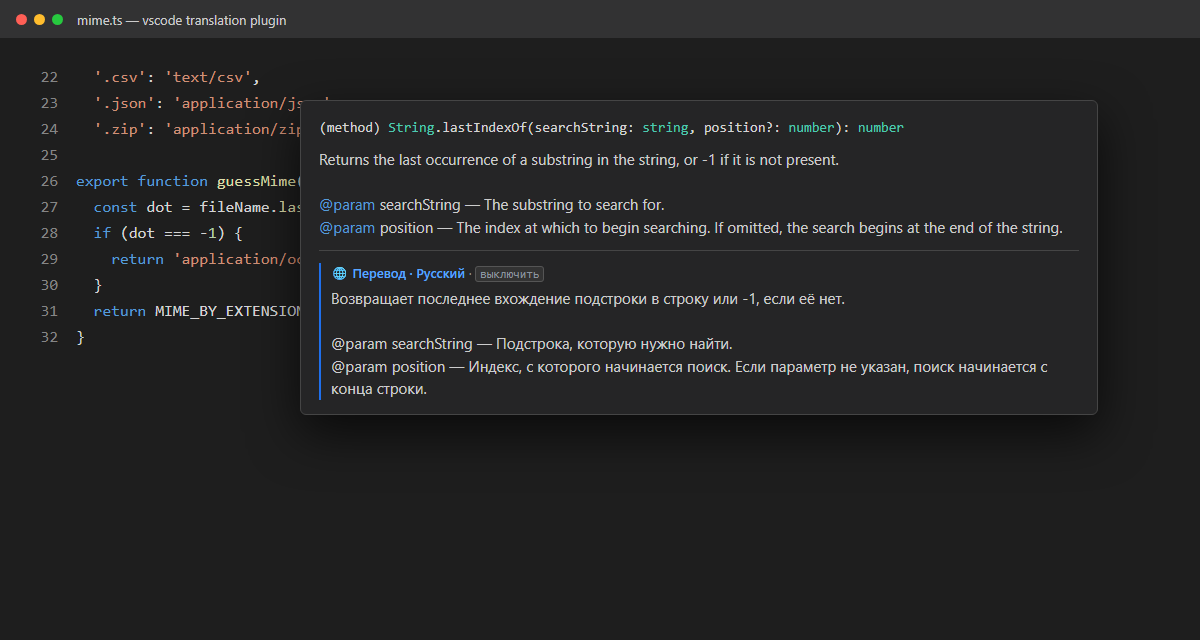 mime.ts — vscode translation plugin
22 '.csv': 'text/csv',
23 '.json': 'application/
24 '.zip': 'application/zip
25
26 export function guessMime(
27 const dot = fileName.las
28 if (dot === -1) {
29 return 'application/
30 }
31 return MIME_BY_EXTENSION
32 }
(method) String.lastIndexOf(searchString: string, position?: number): number
Returns the last occurrence of a substring in the string, or -1 if it is not present.
@param searchString — The substring to search for.
@param position — The index at which to begin searching. If omitted, the search begins at the end of the string.
Перевод · Русский · выключить
Возвращает последнее вхождение подстроки в строку или -1, если её нет.
@param searchString — Подстрока, которую нужно найти.
@param position — Индекс, с которого начинается поиск. Если параметр не указан, поиск начинается с
конца строки.